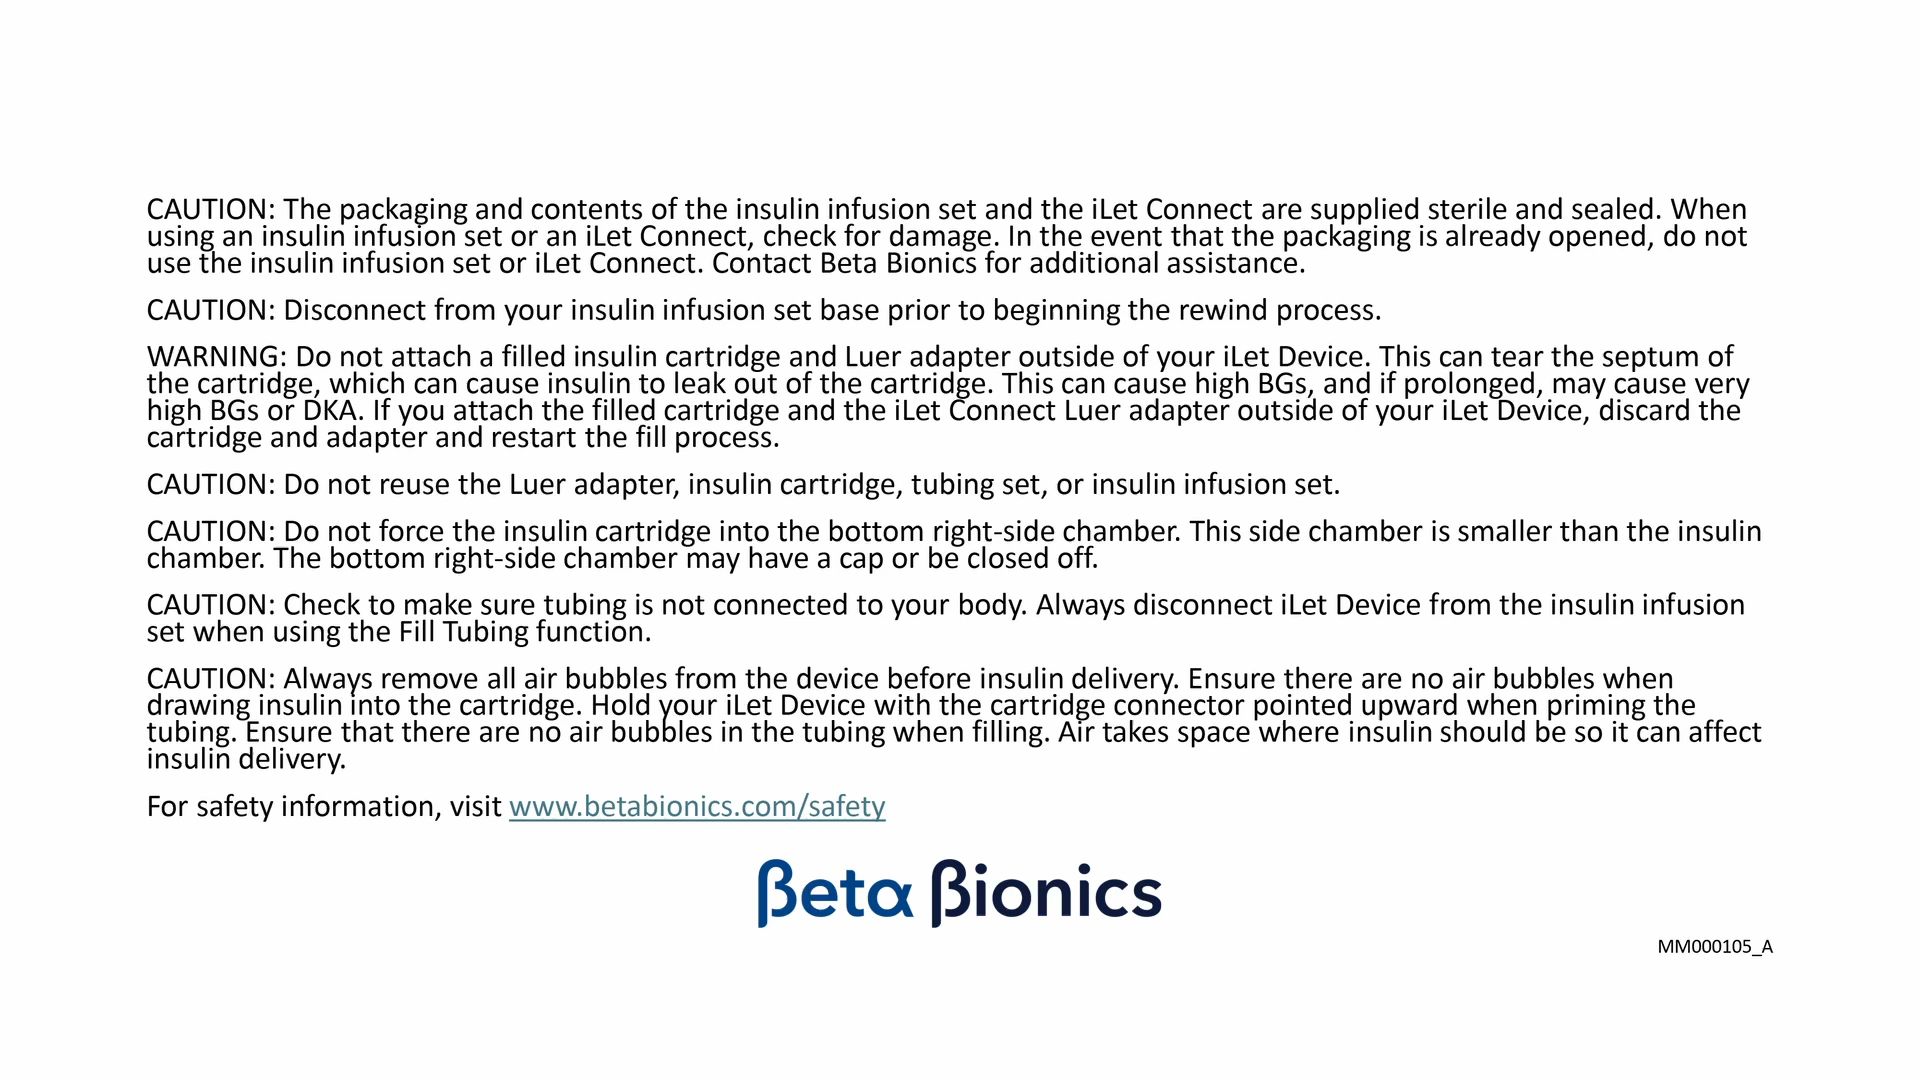 CAUTION: The packaging and contents of the insulin infusion set and the iLet Connect are supplied sterile and sealed. When
using an insulin infusion set or an iLet Connect, check for damage. In the event that the packaging is already opened, do not
use the insulin infusion set or iLet Connect. Contact Beta Bionics for additional assistance.
CAUTION: Disconnect from your insulin infusion set base prior to beginning the rewind process.
WARNING: Do not attach a filled insulin cartridge and Luer adapter outside of your iLet Device. This can tear the septum of
the cartridge, which can cause insulin to leak out of the cartridge. This can cause high BGs, and if prolonged, may cause very
high BGs or DKA. If you attach the filled cartridge and the iLet Connect Luer adapter outside of your iLet Device, discard the
cartridge and adapter and restart the fill process.
CAUTION: Do not reuse the Luer adapter, insulin cartridge, tubing set, or insulin infusion set.
CAUTION: Do not force the insulin cartridge into the bottom right-side chamber. This side chamber is smaller than the insulin
chamber. The bottom right-side chamber may have a cap or be closed off.
CAUTION: Check to make sure tubing is not connected to your body. Always disconnect iLet Device from the insulin infusion
set when using the Fill Tubing function.
CAUTION: Always remove all air bubbles from the device before insulin delivery. Ensure there are no air bubbles when
drawing insulin into the cartridge. Hold your iLet Device with the cartridge connector pointed upward when priming the
tubing. Ensure that there are no air bubbles in the tubing when filling. Air takes space where insulin should be so it can affect
insulin delivery.
For safety information, visit www.betabionics.com/safety
βetα βionics
MM000105_A